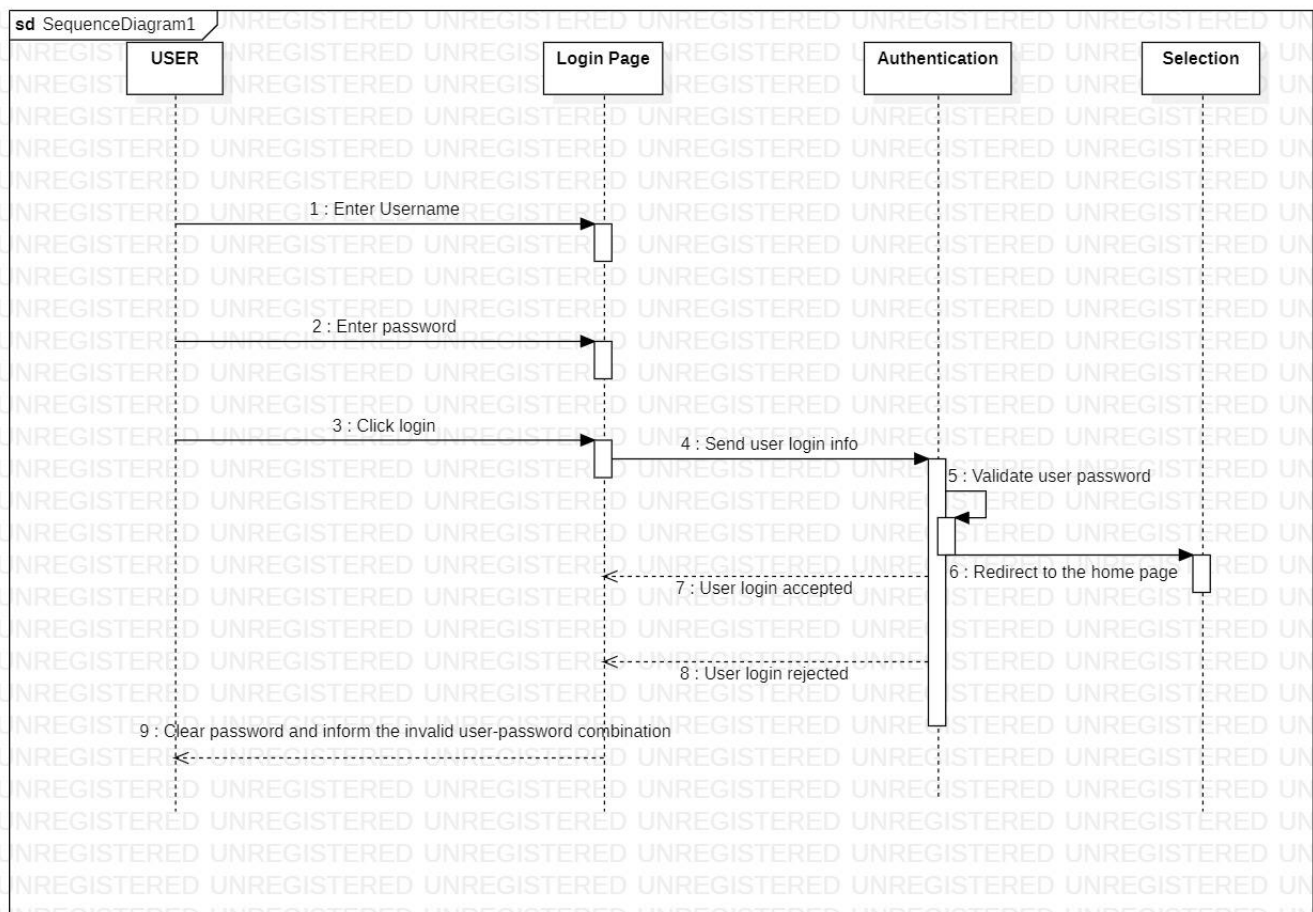 sd SequenceDiagram1
USER
Login Page
Authentication
Selection
1 : Enter Username
2 : Enter password
3 : Click login
4 : Send user login info
5 : Validate user password
6 : Redirect to the home page
7 : User login accepted
8 : User login rejected
9 : Clear password and inform the invalid user-password combination
UNREGISTERED